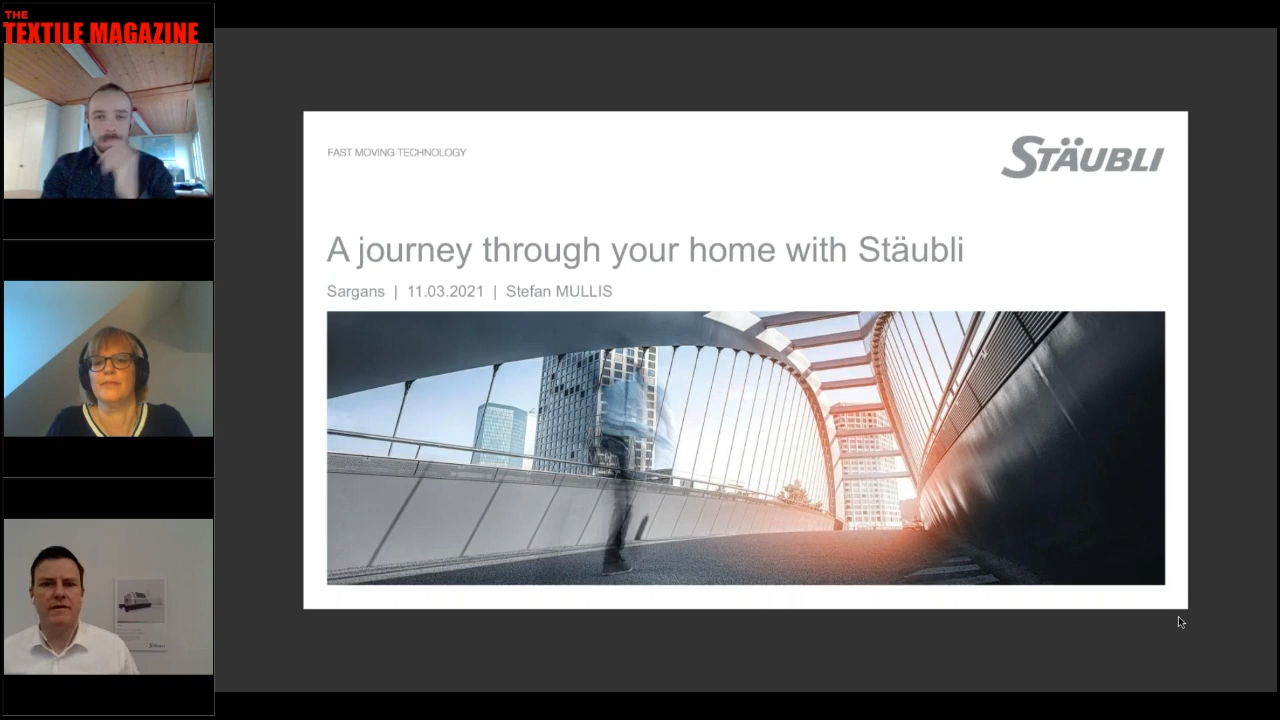 THE
TEXTILE MAGAZINE
FAST MOVING TECHNOLOGY
STÄUBLI
A journey through your home with Stäubli
Sargans | 11.03.2021 | Stefan MULLIS